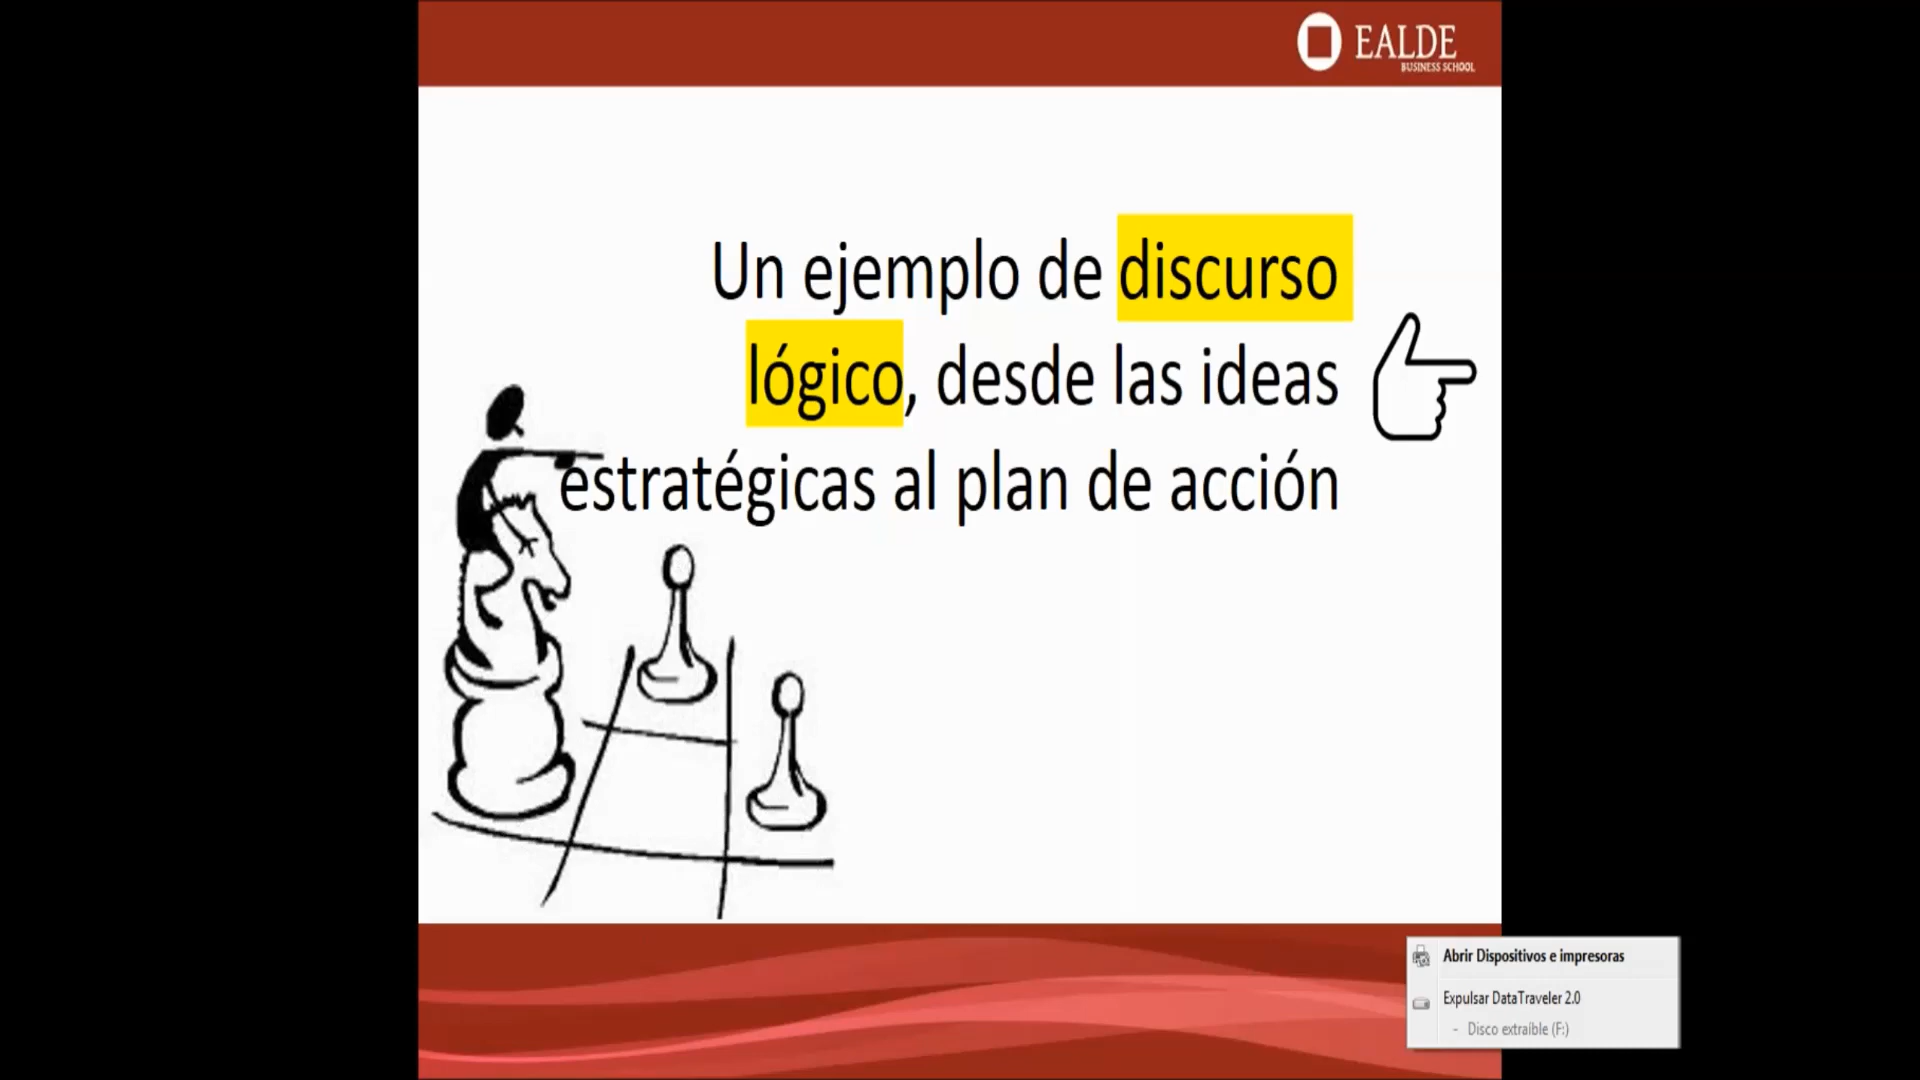 EALDE
BUSINESS SCHOOL
Un ejemplo de discurso
lógico, desde las ideas
estratégicas al plan de acción
Abrir Dispositivos e impresoras
Expulsar DataTraveler 2.0
- Disco extraíble (F:)